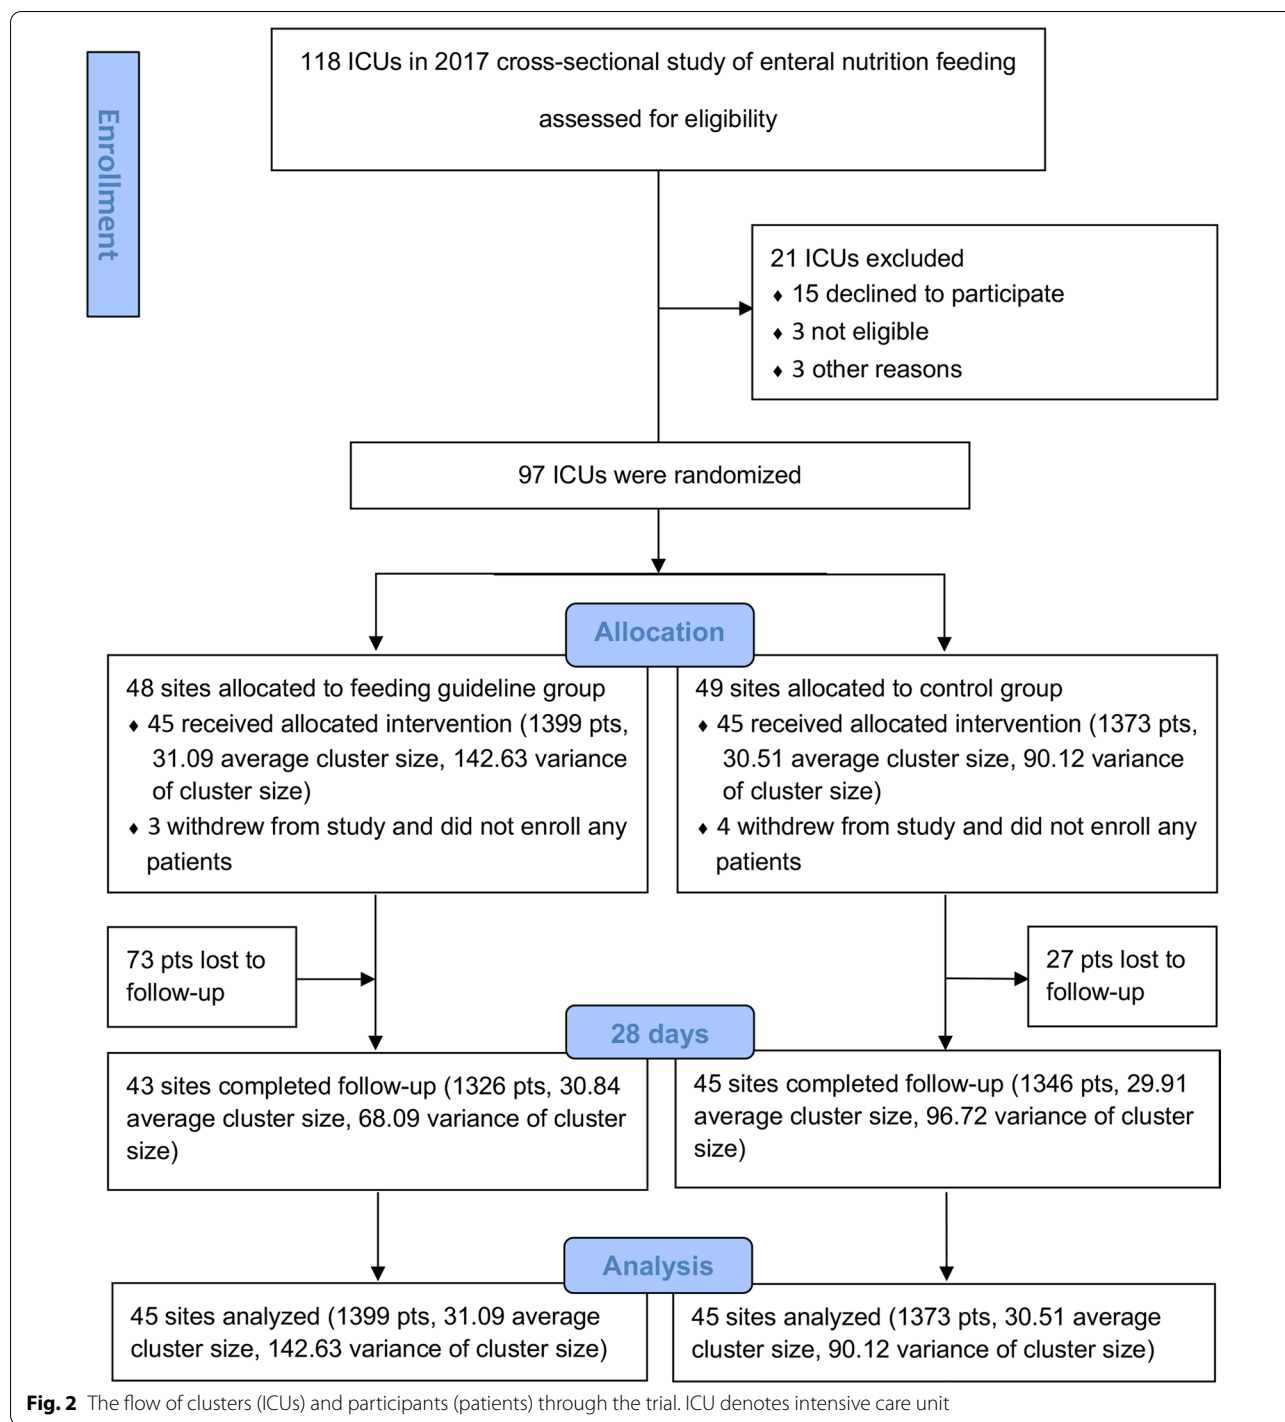 Enrollment
118 ICUs in 2017 cross-sectional study of enteral nutrition feeding
assessed for eligibility
21 ICUs excluded
♦ 15 declined to participate
♦ 3 not eligible
♦ 3 other reasons
97 ICUs were randomized
Allocation
48 sites allocated to feeding guideline group
♦ 45 received allocated intervention (1399 pts,
31.09 average cluster size, 142.63 variance
of cluster size)
♦ 3 withdrew from study and did not enroll any
patients
49 sites allocated to control group
♦ 45 received allocated intervention (1373 pts,
30.51 average cluster size, 90.12 variance
of cluster size)
♦ 4 withdrew from study and did not enroll any
patients
73 pts lost to
follow-up
27 pts lost to
follow-up
28 days
43 sites completed follow-up (1326 pts, 30.84
average cluster size, 68.09 variance of cluster
size)
45 sites completed follow-up (1346 pts, 29.91
average cluster size, 96.72 variance of cluster
size)
Analysis
45 sites analyzed (1399 pts, 31.09 average
cluster size, 142.63 variance of cluster size)
45 sites analyzed (1373 pts, 30.51 average
cluster size, 90.12 variance of cluster size)
Fig. 2 The flow of clusters (ICUs) and participants (patients) through the trial. ICU denotes intensive care unit